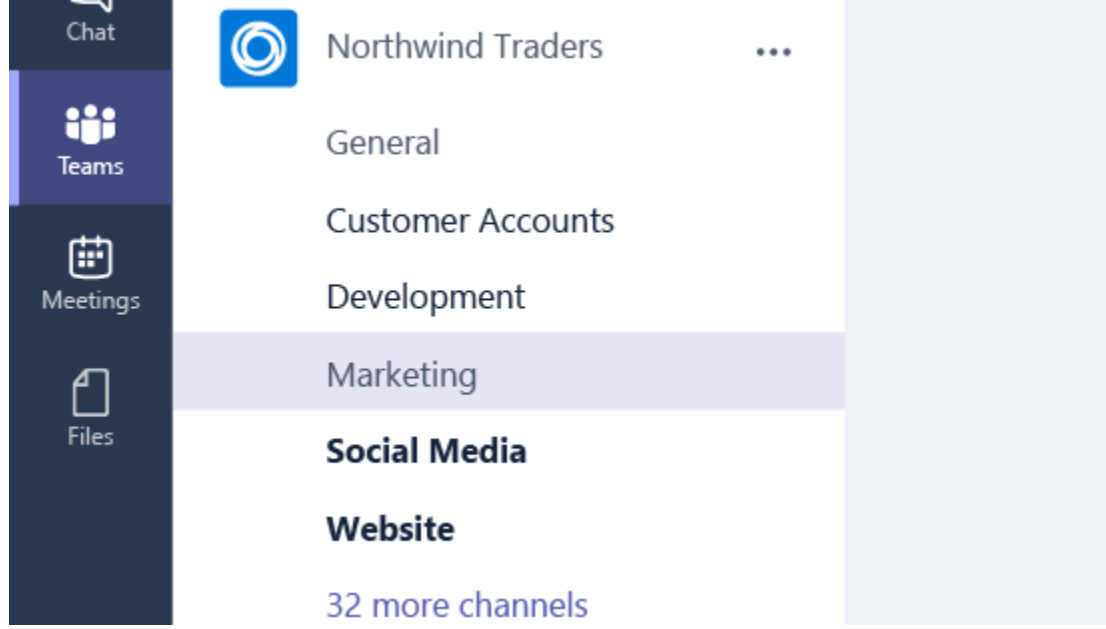 Chat
Teams
Meetings
Files
Northwind Traders
General
Customer Accounts
Development
Marketing
Social Media
Website
32 more channels